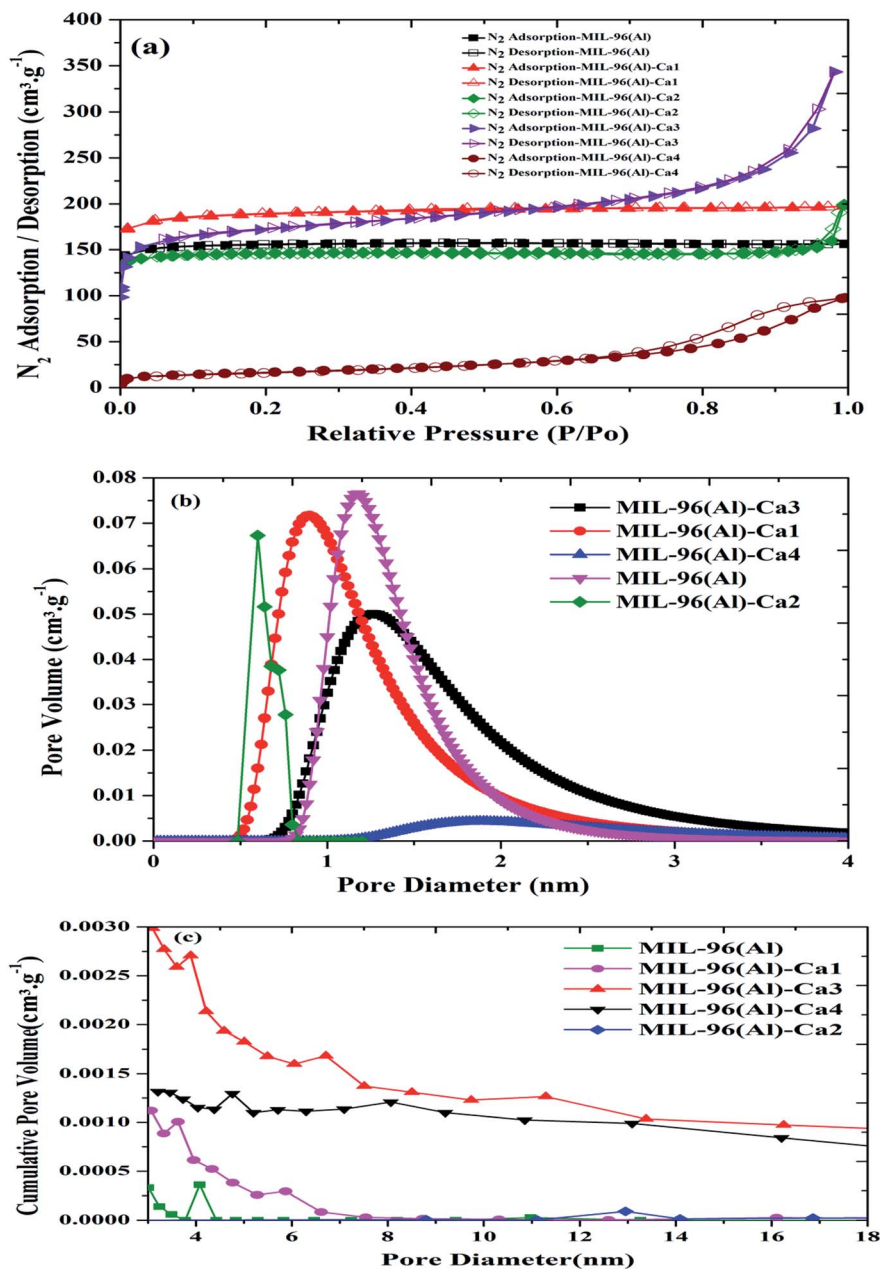 (a)
N₂ Adsorption-MIL-96(Al)
N₂ Desorption-MIL-96(Al)
N₂ Adsorption-MIL-96(Al)-Ca1
N₂ Desorption-MIL-96(Al)-Ca1
N₂ Adsorption-MIL-96(Al)-Ca2
N₂ Desorption-MIL-96(Al)-Ca2
N₂ Adsorption-MIL-96(Al)-Ca3
N₂ Desorption-MIL-96(Al)-Ca3
N₂ Adsorption-MIL-96(Al)-Ca4
N₂ Desorption-MIL-96(Al)-Ca4
N₂ Adsorption / Desorption (cm³.g⁻¹)
400
350
300
250
200
150
100
50
0
0.0 0.2 0.4 0.6 0.8 1.0
Relative Pressure (P/Po)
(b)
MIL-96(Al)-Ca3
MIL-96(Al)-Ca1
MIL-96(Al)-Ca4
MIL-96(Al)
MIL-96(Al)-Ca2
Pore Volume (cm³.g⁻¹)
0.08
0.07
0.06
0.05
0.04
0.03
0.02
0.01
0.00
0 1 2 3 4
Pore Diameter (nm)
(c)
MIL-96(Al)
MIL-96(Al)-Ca1
MIL-96(Al)-Ca3
MIL-96(Al)-Ca4
MIL-96(Al)-Ca2
Cumulative Pore Volume(cm³.g⁻¹)
0.0030
0.0025
0.0020
0.0015
0.0010
0.0005
0.0000
4 6 8 10 12 14 16 18
Pore Diameter(nm)